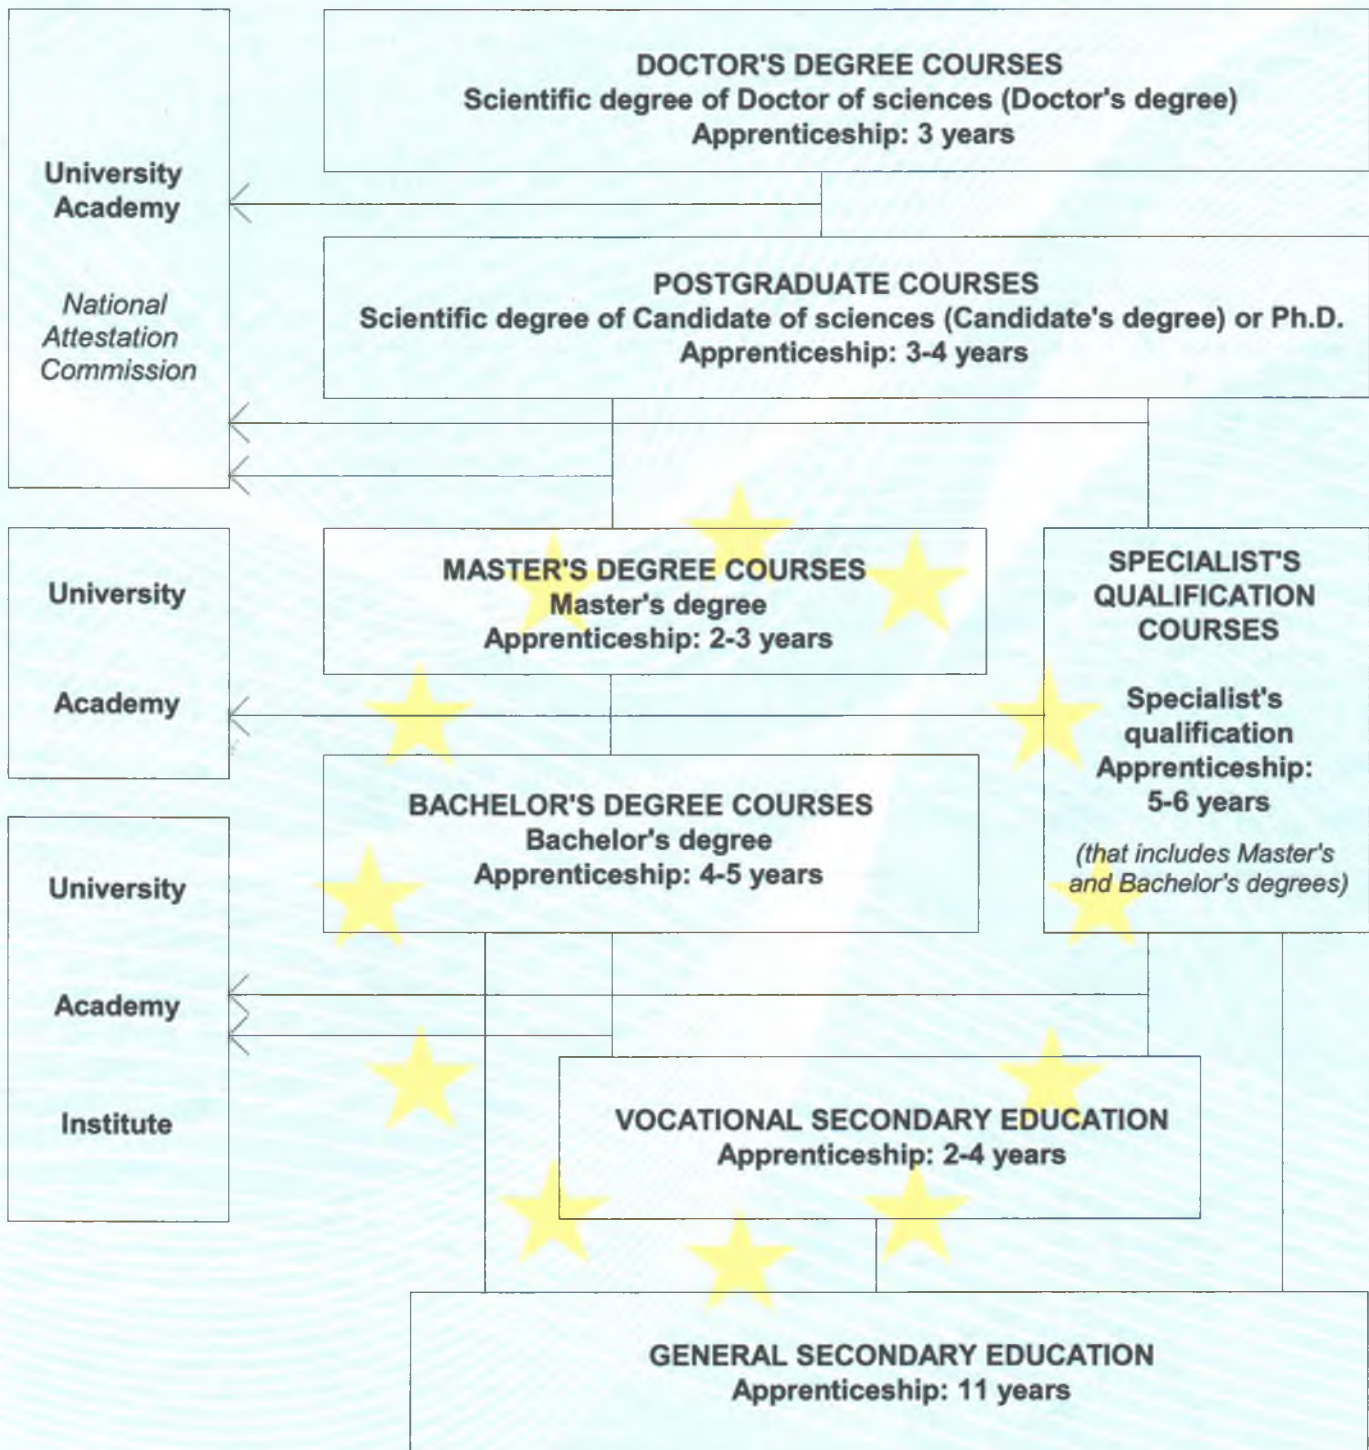 DOCTOR'S DEGREE COURSES
Scientific degree of Doctor of sciences (Doctor's degree)
Apprenticeship: 3 years
University
Academy
National
Attestation
Commission
POSTGRADUATE COURSES
Scientific degree of Candidate of sciences (Candidate's degree) or Ph.D.
Apprenticeship: 3-4 years
University
Academy
MASTER'S DEGREE COURSES
Master's degree
Apprenticeship: 2-3 years
SPECIALIST'S
QUALIFICATION
COURSES
Specialist's
qualification
Apprenticeship:
5-6 years
(that includes Master's
and Bachelor's degrees)
BACHELOR'S DEGREE COURSES
Bachelor's degree
Apprenticeship: 4-5 years
University
Academy
Institute
VOCATIONAL SECONDARY EDUCATION
Apprenticeship: 2-4 years
GENERAL SECONDARY EDUCATION
Apprenticeship: 11 years